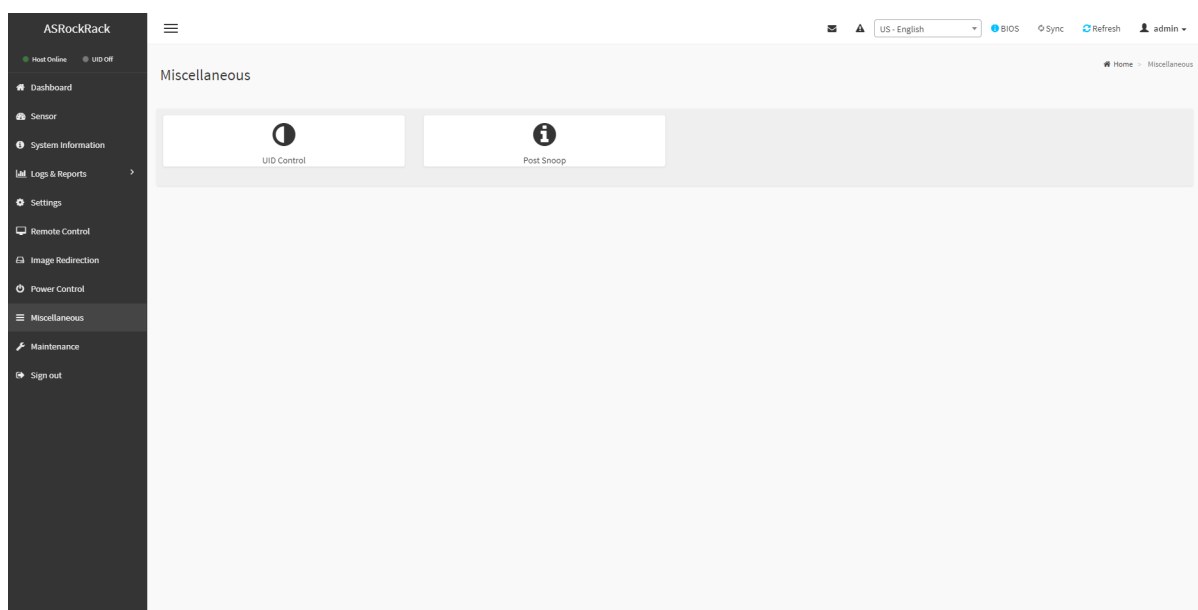 ASRockRack
US - English
BIOS
Sync
Refresh
admin
Host Online
UID Off
Home > Miscellaneous
Miscellaneous
Dashboard
Sensor
System Information
Logs & Reports >
Settings
Remote Control
Image Redirection
Power Control
Miscellaneous
Maintenance
Sign out
UID Control
Post Snoop